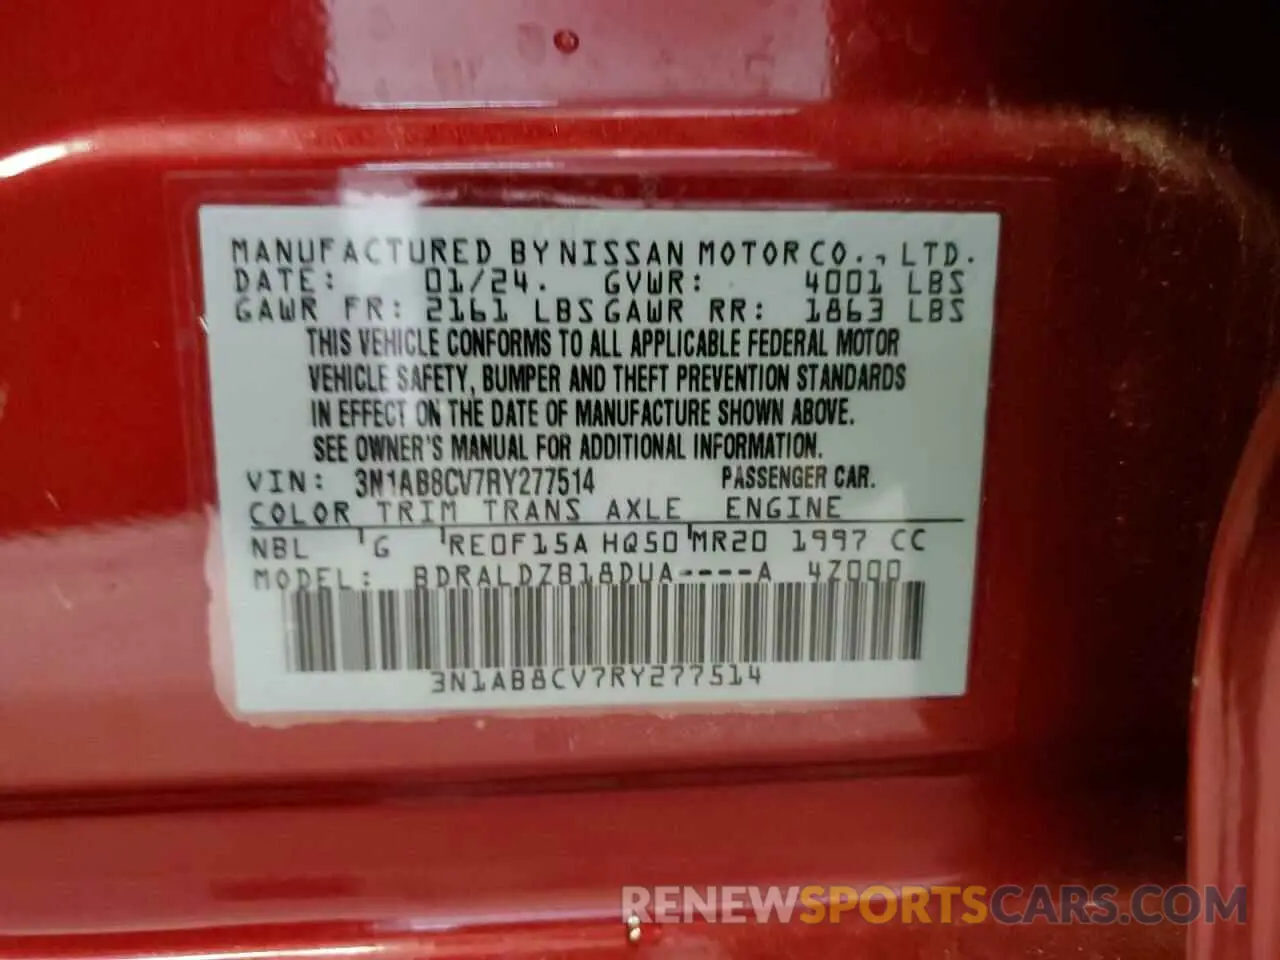 MANUFACTURED BY NISSAN MOTOR CO., LTD.
DATE: 01/24. GVWR: 4001 LBS
GAWR FR: 2161 LBS GAWR RR: 1863 LBS
THIS VEHICLE CONFORMS TO ALL APPLICABLE FEDERAL MOTOR
VEHICLE SAFETY, BUMPER AND THEFT PREVENTION STANDARDS
IN EFFECT ON THE DATE OF MANUFACTURE SHOWN ABOVE.
SEE OWNER'S MANUAL FOR ADDITIONAL INFORMATION.
VIN: 3N1AB8CV7RY277514 PASSENGER CAR.
COLOR TRIM TRANS AXLE ENGINE
NBL G RE0F15A HQ50 MR20 1997 CC
MODEL: BDRALDZB18DUA----A 4Z000
3N1AB8CV7RY277514
RENEWSPORTSCARS.COM